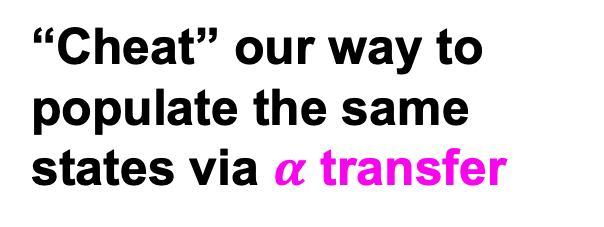 “Cheat” our way to
populate the same
states via α transfer